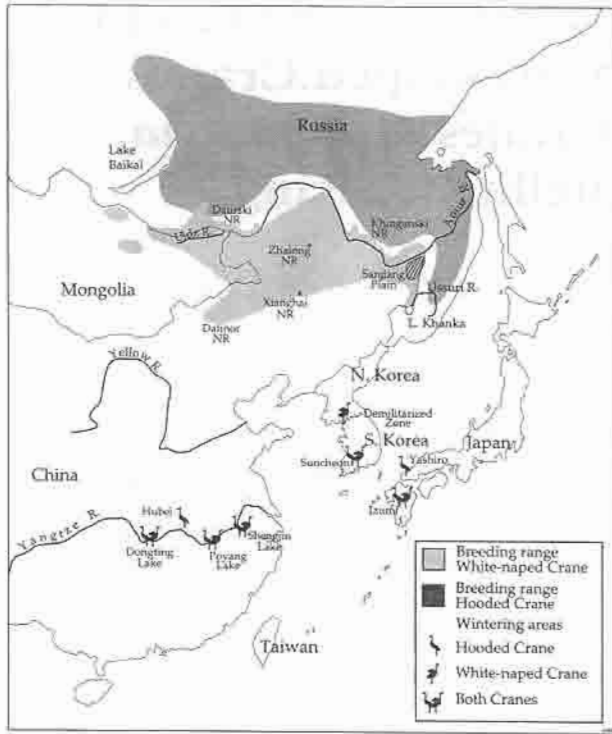 Russia
Lake
Baikal
Daurski
NR
Khinganski
NR
Amur R.
Zhalong
NR
Sanjiang
Plain
Ussuri R.
Mongolia
Xianghai
NR
Dalinor
NR
L. Khanka
Yellow R.
N. Korea
Demilitarized
Zone
S. Korea
Japan
Suncheon
Yashiro
China
Izumi
Hubei
Yangtze R.
Shengjin
Lake
Dongting
Lake
Poyang
Lake
Taiwan
Breeding range
White-naped Crane
Breeding range
Hooded Crane
Wintering areas
Hooded Crane
White-naped Crane
Both Cranes